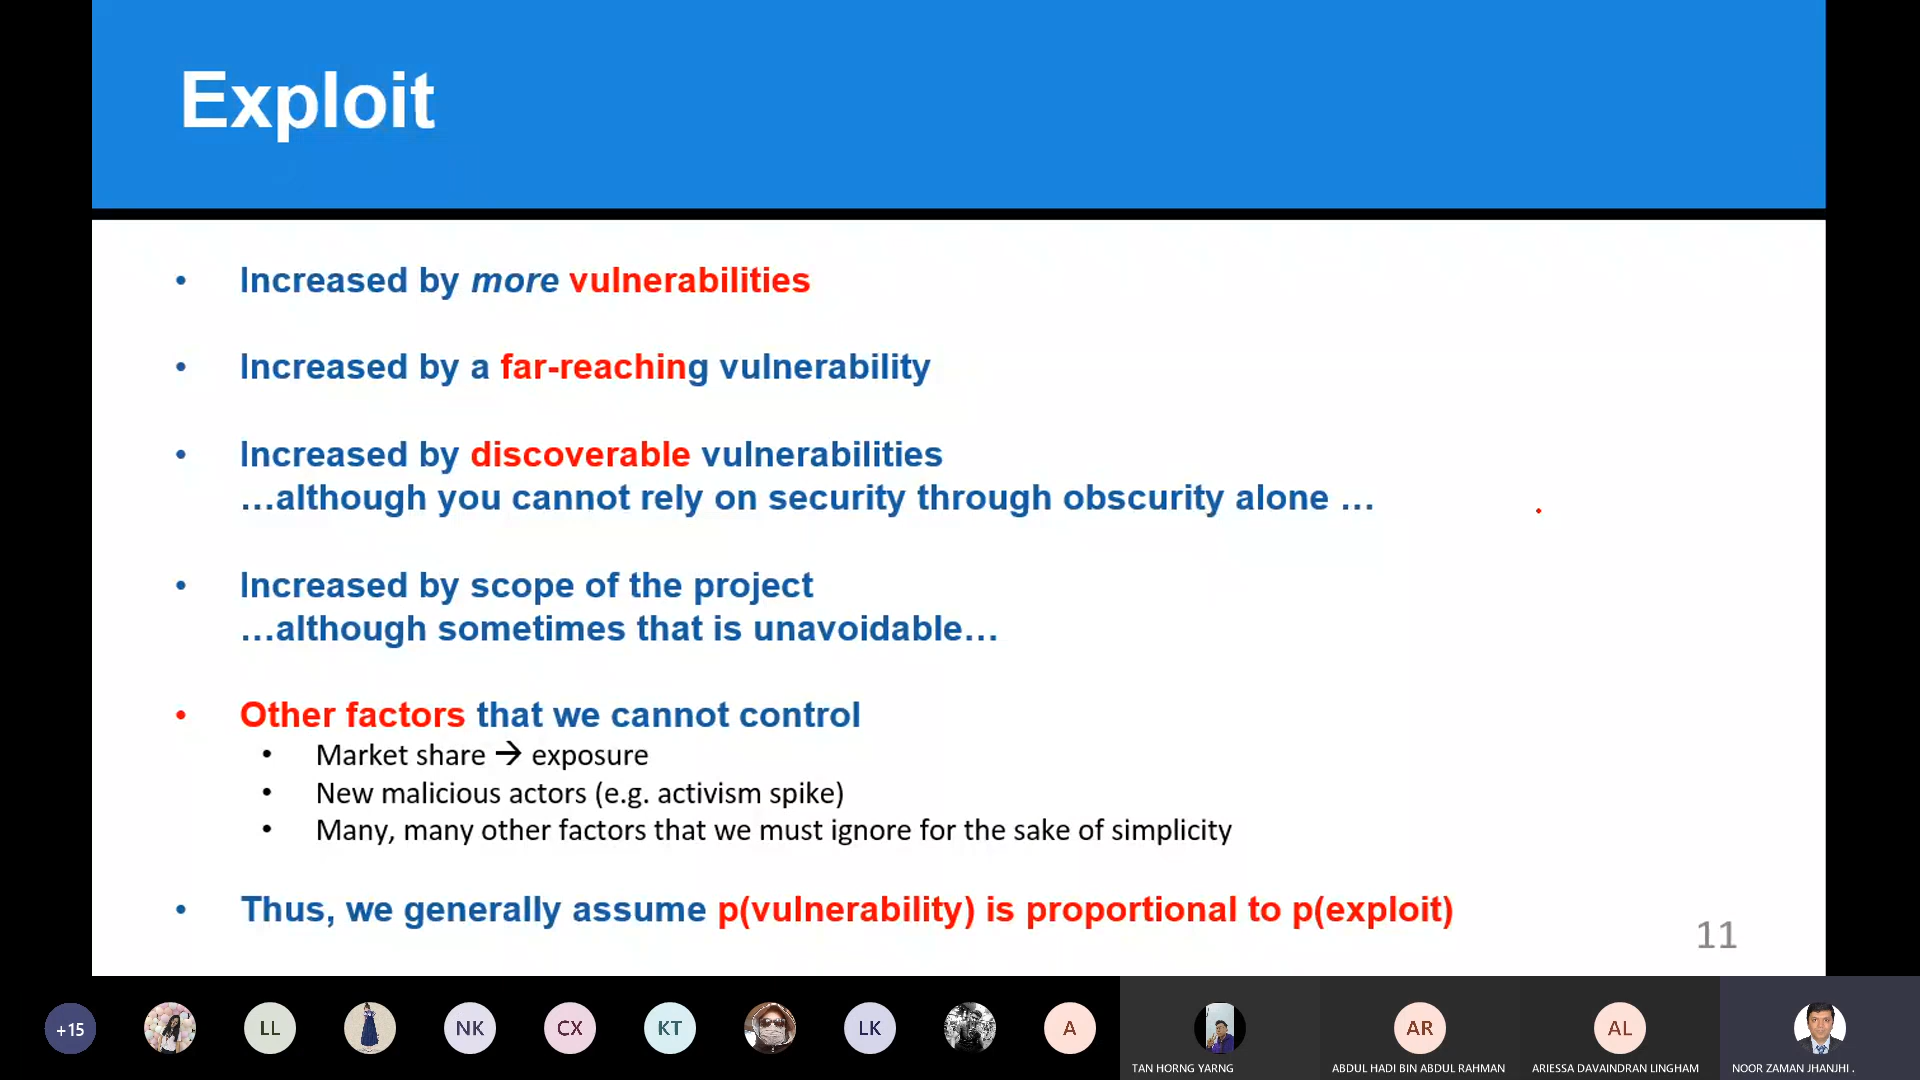 Exploit
• Increased by more vulnerabilities
• Increased by a far-reaching vulnerability
• Increased by discoverable vulnerabilities
…although you cannot rely on security through obscurity alone …
• Increased by scope of the project
…although sometimes that is unavoidable…
• Other factors that we cannot control
• Market share → exposure
• New malicious actors (e.g. activism spike)
• Many, many other factors that we must ignore for the sake of simplicity
• Thus, we generally assume p(vulnerability) is proportional to p(exploit)
11
+15
LL
NK
CX
KT
LK
A
AR
AL
TAN HORNG YARNG
ABDUL HADI BIN ABDUL RAHMAN
ARIESSA DAVAINDRAN LINGHAM
NOOR ZAMAN JHANJHI .